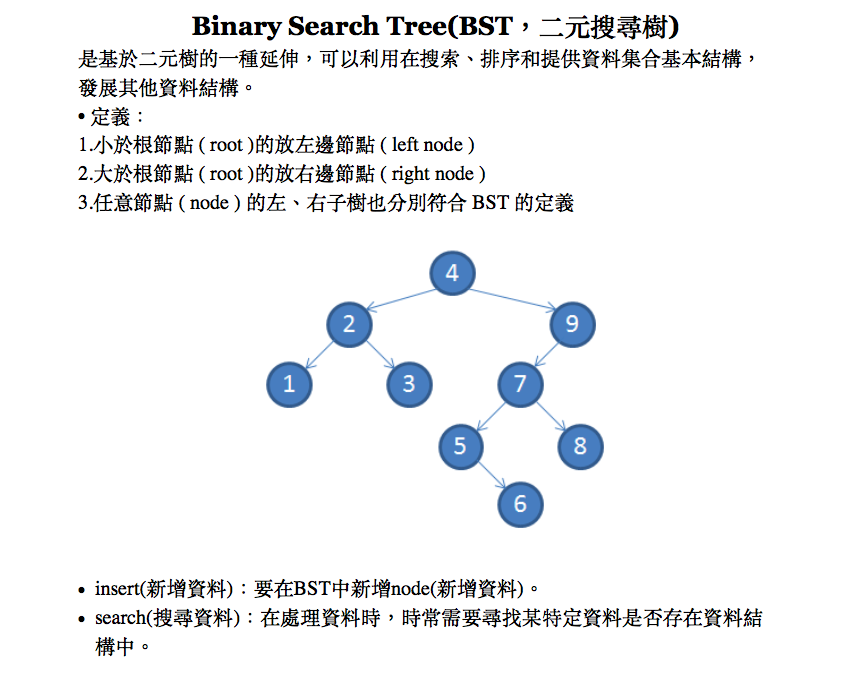 Binary Search Tree(BST,二元搜尋樹)
是基於二元樹的一種延伸,可以利用在搜索、排序和提供資料集合基本結構,
發展其他資料結構。
• 定義:
1.小於根節點 ( root )的放左邊節點 ( left node )
2.大於根節點 ( root )的放右邊節點 ( right node )
3.任意節點 ( node ) 的左、右子樹也分別符合 BST 的定義
4
2 9
1 3 7
5 8
6
• insert(新增資料):要在BST中新增node(新增資料)。
• search(搜尋資料):在處理資料時,時常需要尋找某特定資料是否存在資料結
構中。